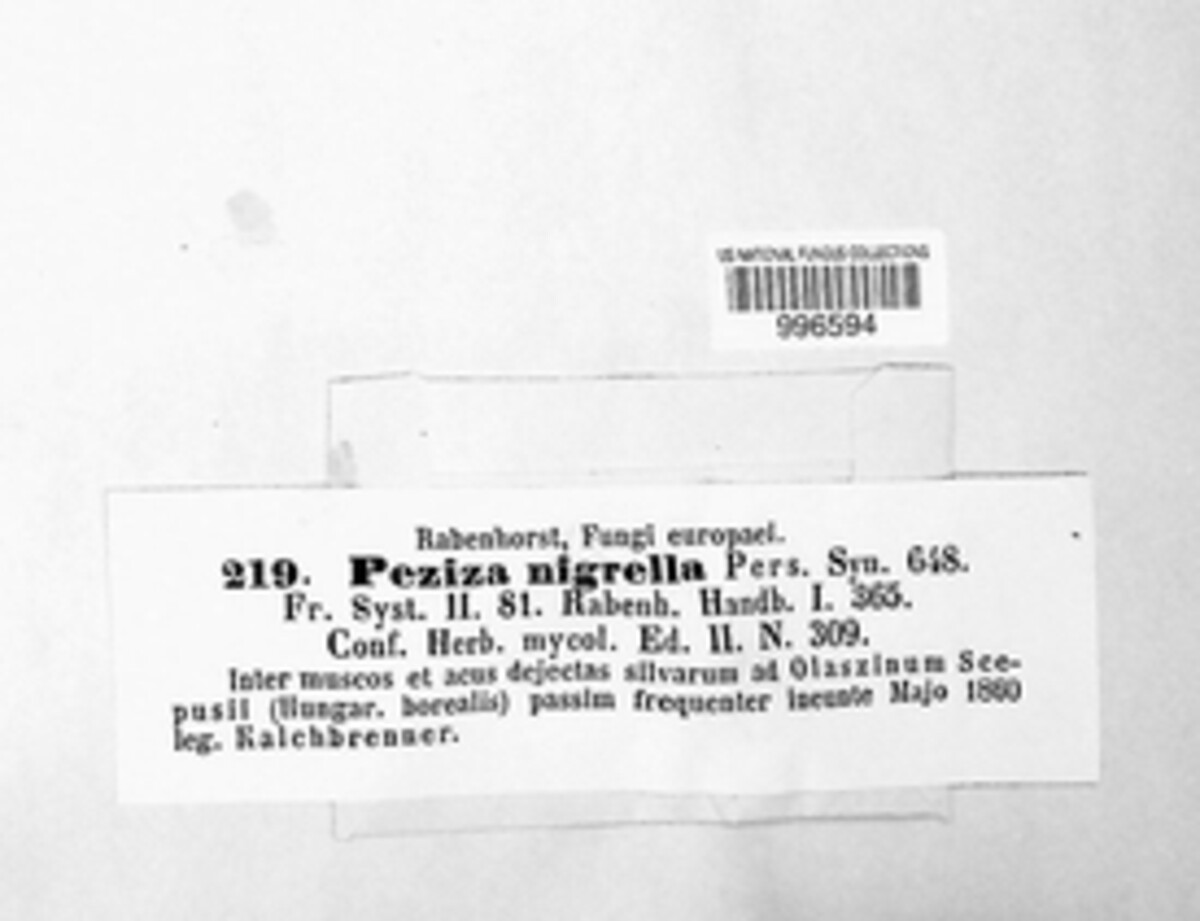 US NATIONAL FUNGUS COLLECTIONS
996594
Rabenhorst, Fungi europaei.
219. Peziza nigrella Pers. Syn. 648.
Fr. Syst. II. 81. Rabenh. Handb. I. 365.
Conf. Herb. mycol. Ed. II. N. 309.
Inter muscos et acus dejectas silvarum ad Olaszinum Sce-
pusii (Hungar. borealis) passim frequenter ineunte Majo 1860
leg. Kalchbrenner.